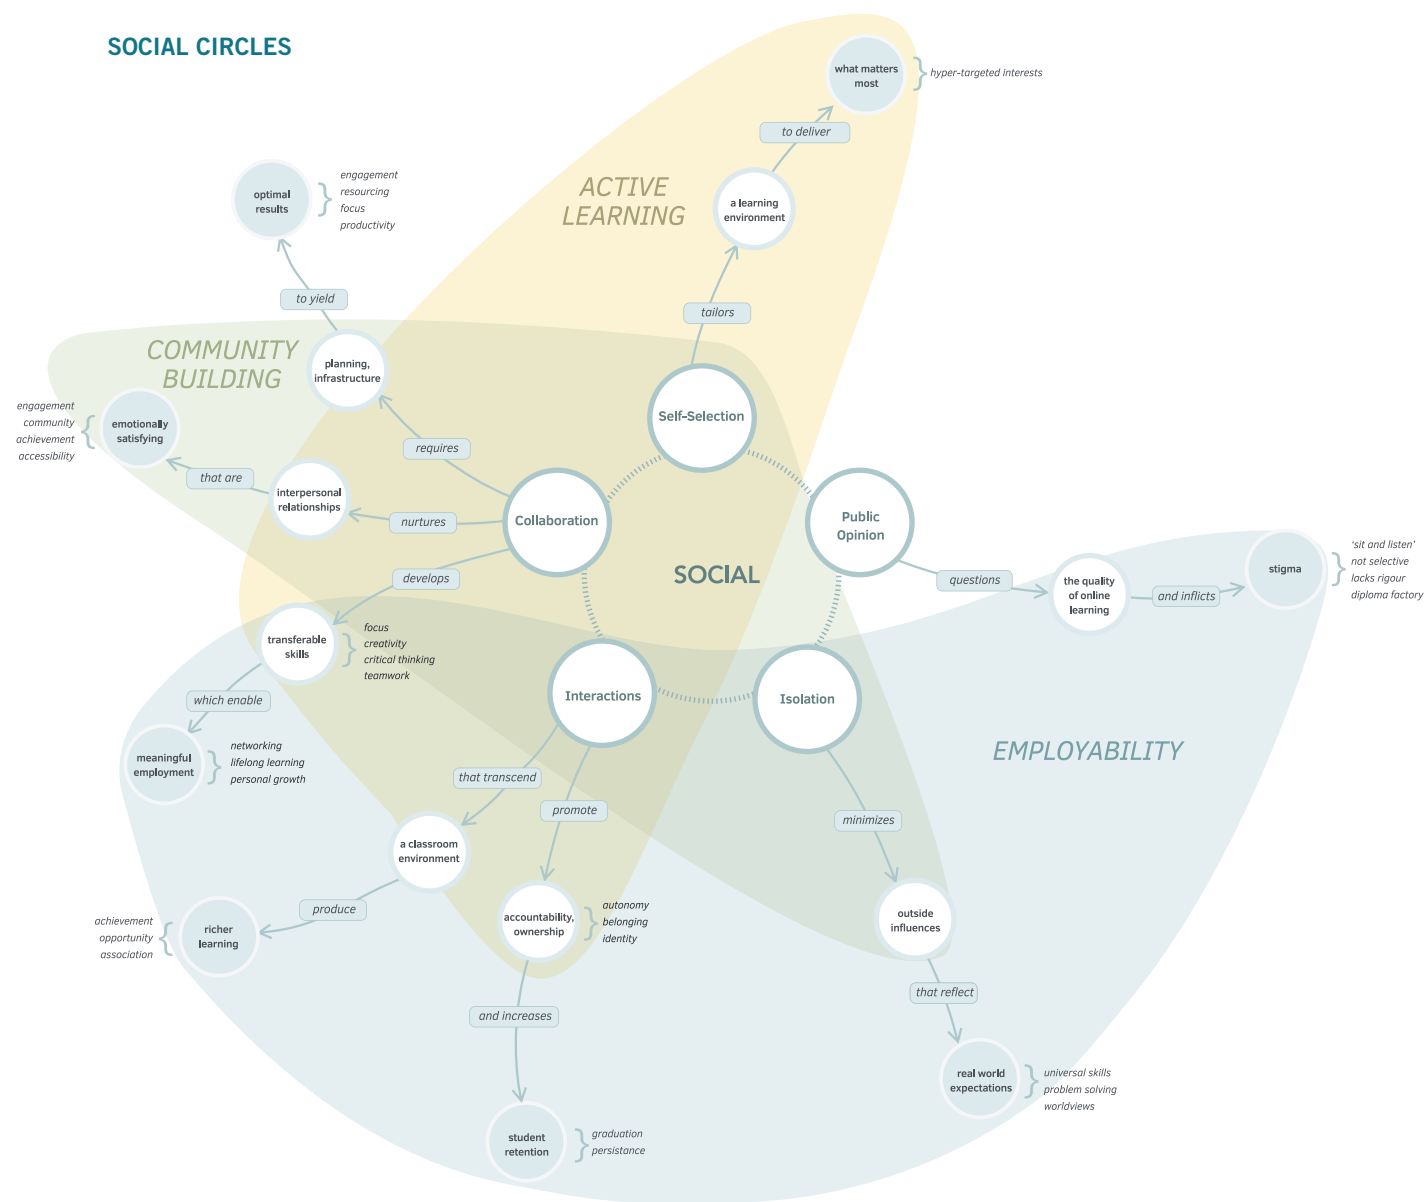 SOCIAL CIRCLES
what matters
most
hyper-targeted interests
to deliver
ACTIVE
LEARNING
a learning
environment
tailors
optimal
results
engagement
resourcing
focus
productivity
to yield
COMMUNITY
BUILDING
planning,
infrastructure
engagement
community
achievement
accessibility
emotionally
satisfying
requires
that are
interpersonal
relationships
nurtures
develops
Self-Selection
Collaboration
Public
Opinion
SOCIAL
Interactions
Isolation
questions
the quality
of online
learning
and inflicts
stigma
'sit and listen'
not selective
lacks rigour
diploma factory
transferable
skills
focus
creativity
critical thinking
teamwork
which enable
meaningful
employment
networking
lifelong learning
personal growth
EMPLOYABILITY
that transcend
promote
minimizes
a classroom
environment
produce
achievement
opportunity
association
richer
learning
accountability,
ownership
autonomy
belonging
identity
outside
influences
and increases
that reflect
real world
expectations
universal skills
problem solving
worldviews
student
retention
graduation
persistance